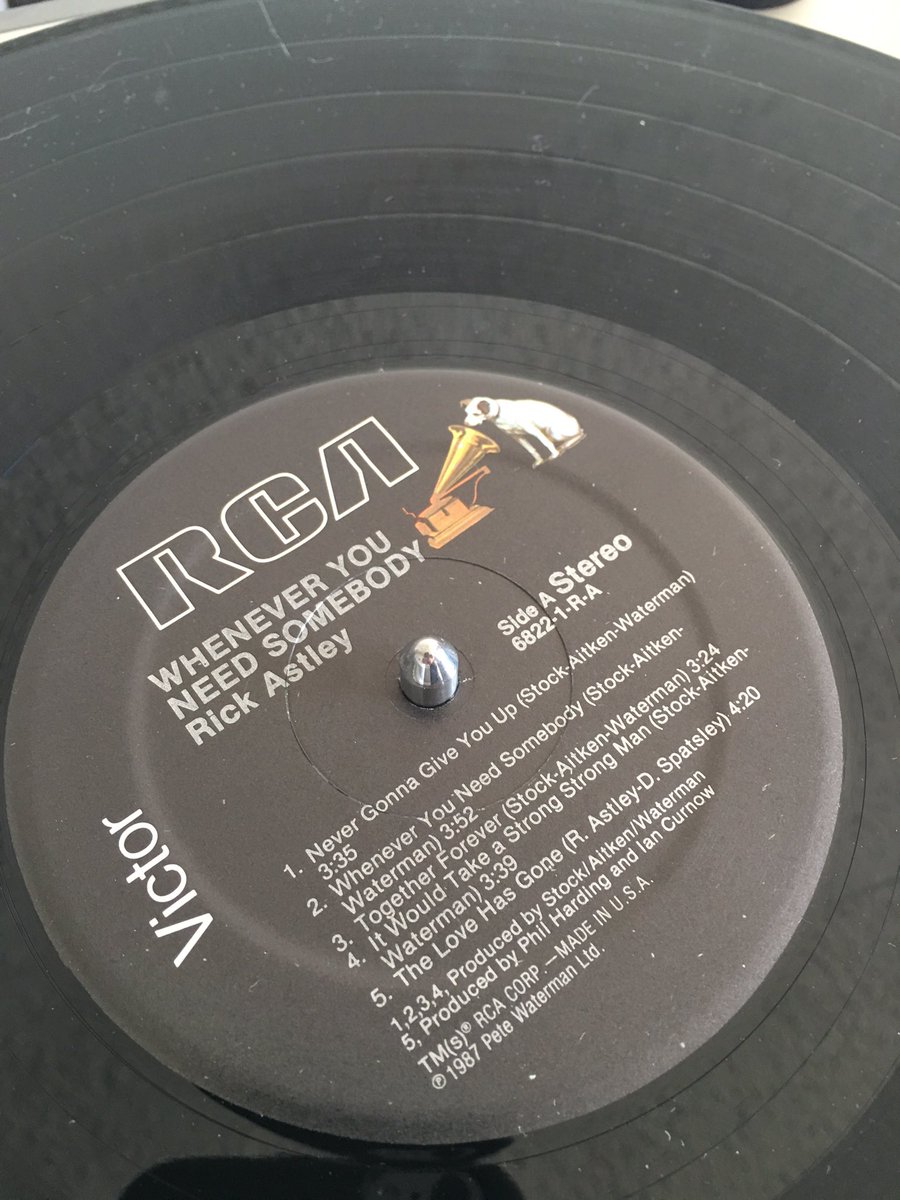 RCA
WHENEVER YOU
NEED SOMEBODY
Rick Astley
Victor
Side A Stereo
6822-1-R-A
1. Never Gonna Give You Up (Stock-Aitken-Waterman)
3:35
2. Whenever You Need Somebody (Stock-Aitken-
Waterman) 3:52
3. Together Forever (Stock-Aitken-Waterman) 3:24
4. It Would Take a Strong Strong Man (Stock-Aitken-
Waterman) 3:39
5. The Love Has Gone (R. Astley-D. Spatsley) 4:20
1,2,3,4, Produced by Stock/Aitken/Waterman
5, Produced by Phil Harding and Ian Curnow
TM(s)® RCA CORP —MADE IN U.S.A.
℗ 1987 Pete Waterman Ltd.